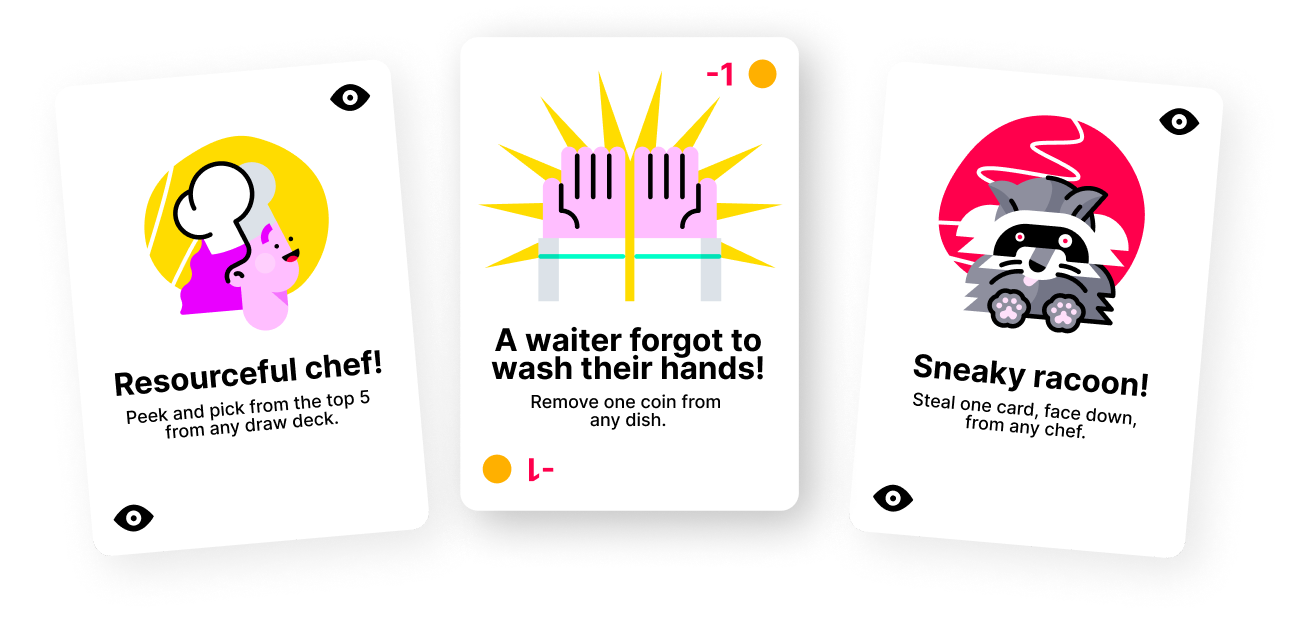 Resourceful chef!
Peek and pick from the top 5
from any draw deck.
-1
A waiter forgot to
wash their hands!
Remove one coin from
any dish.
-1
Sneaky racoon!
Steal one card, face down,
from any chef.